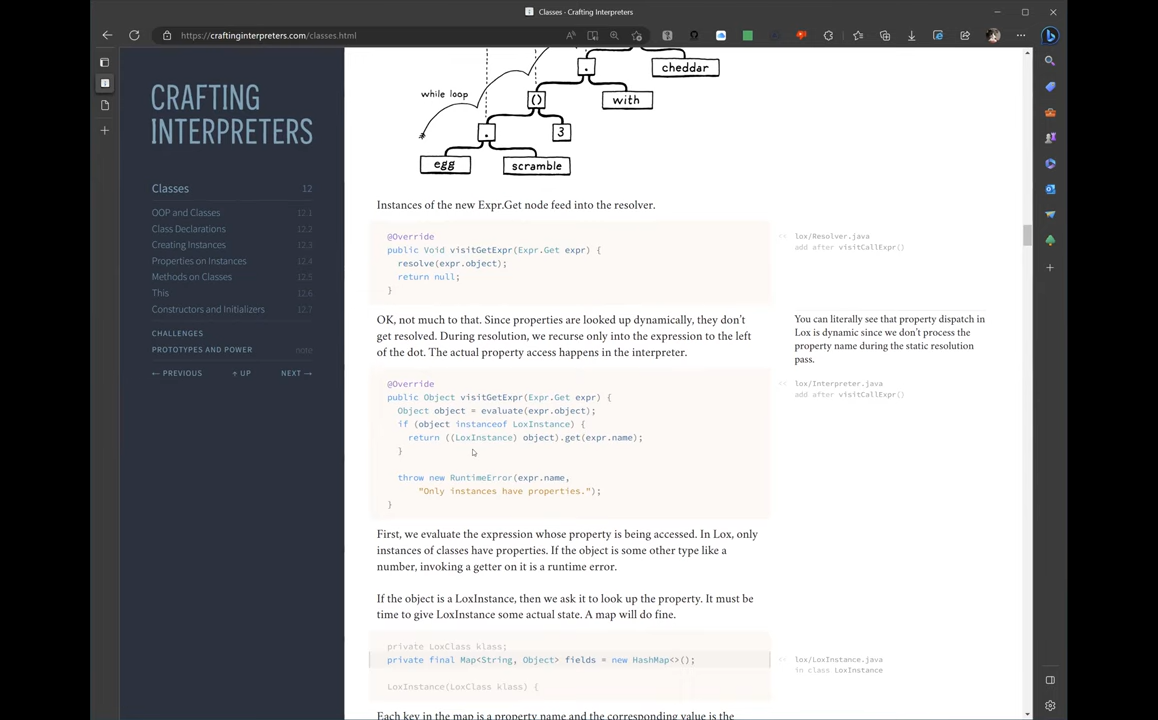 Classes · Crafting Interpreters
https://craftinginterpreters.com/classes.html
CRAFTING
INTERPRETERS
Classes 12
OOP and Classes 12.1
Class Declarations 12.2
Creating Instances 12.3
Properties on Instances 12.4
Methods on Classes 12.5
This 12.6
Constructors and Initializers 12.7
CHALLENGES
PROTOTYPES AND POWER note
← PREVIOUS ↑ UP NEXT →
. cheddar
while loop
() with
. 3
egg scramble
Instances of the new Expr.Get node feed into the resolver.
@Override
public Void visitGetExpr(Expr.Get expr) {
resolve(expr.object);
return null;
}
lox/Resolver.java
add after visitCallExpr()
OK, not much to that. Since properties are looked up dynamically, they don’t
get resolved. During resolution, we recurse only into the expression to the left
of the dot. The actual property access happens in the interpreter.
You can literally see that property dispatch in
Lox is dynamic since we don’t process the
property name during the static resolution
pass.
@Override
public Object visitGetExpr(Expr.Get expr) {
Object object = evaluate(expr.object);
if (object instanceof LoxInstance) {
return ((LoxInstance) object).get(expr.name);
}
throw new RuntimeError(expr.name,
"Only instances have properties.");
}
lox/Interpreter.java
add after visitCallExpr()
First, we evaluate the expression whose property is being accessed. In Lox, only
instances of classes have properties. If the object is some other type like a
number, invoking a getter on it is a runtime error.
If the object is a LoxInstance, then we ask it to look up the property. It must be
time to give LoxInstance some actual state. A map will do fine.
private LoxClass klass;
private final Map<String, Object> fields = new HashMap<>();
LoxInstance(LoxClass klass) {
lox/LoxInstance.java
in class LoxInstance
Each key in the map is a property name and the corresponding value is the